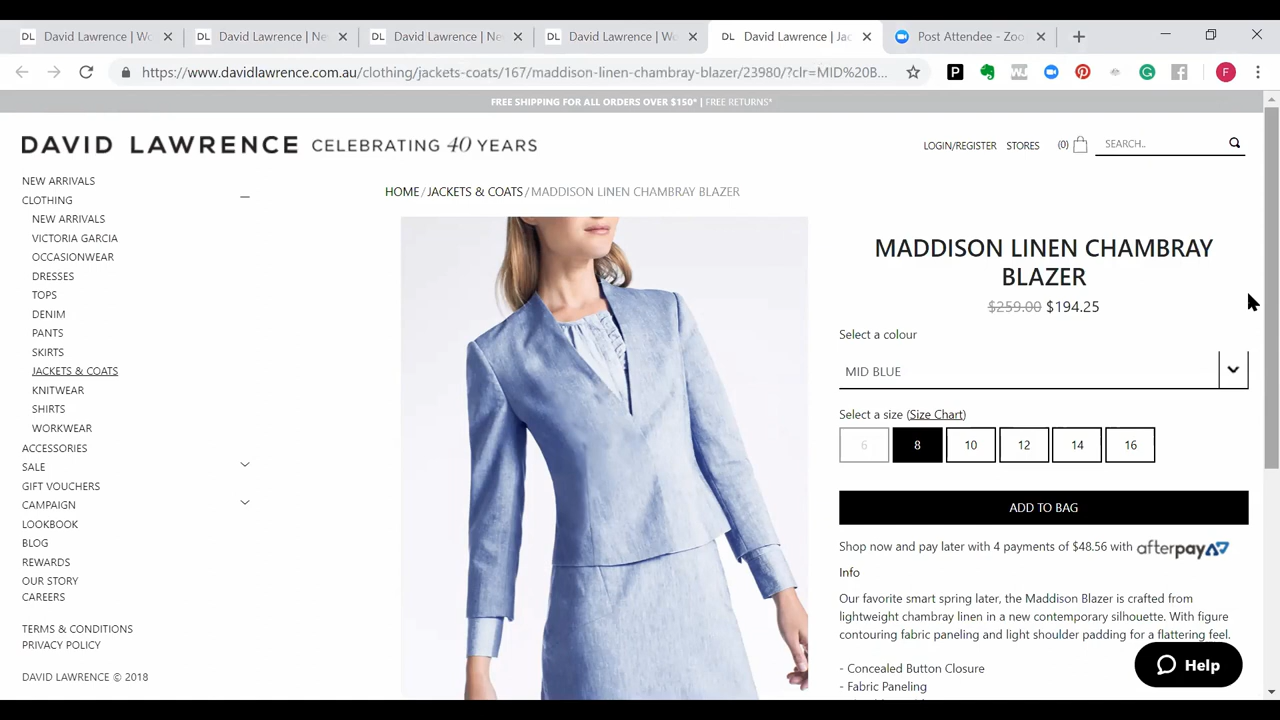 David Lawrence | Wo
David Lawrence | Ne
David Lawrence | Ne
David Lawrence | Wo
David Lawrence | Jac
Post Attendee - Zoo
https://www.davidlawrence.com.au/clothing/jackets-coats/167/maddison-linen-chambray-blazer/23980/?clr=MID%20B...
FREE SHIPPING FOR ALL ORDERS OVER $150* | FREE RETURNS*
DAVID LAWRENCE CELEBRATING 40 YEARS
LOGIN/REGISTER STORES (0) SEARCH..
NEW ARRIVALS
CLOTHING
NEW ARRIVALS
VICTORIA GARCIA
OCCASIONWEAR
DRESSES
TOPS
DENIM
PANTS
SKIRTS
JACKETS & COATS
KNITWEAR
SHIRTS
WORKWEAR
ACCESSORIES
SALE
GIFT VOUCHERS
CAMPAIGN
LOOKBOOK
BLOG
REWARDS
OUR STORY
CAREERS
TERMS & CONDITIONS
PRIVACY POLICY
DAVID LAWRENCE © 2018
HOME / JACKETS & COATS / MADDISON LINEN CHAMBRAY BLAZER
MADDISON LINEN CHAMBRAY
BLAZER
$259.00 $194.25
Select a colour
MID BLUE
Select a size (Size Chart)
6 8 10 12 14 16
ADD TO BAG
Shop now and pay later with 4 payments of $48.56 with afterpay
Info
Our favorite smart spring later, the Maddison Blazer is crafted from
lightweight chambray linen in a new contemporary silhouette. With figure
contouring fabric paneling and light shoulder padding for a flattering feel.
- Concealed Button Closure
- Fabric Paneling
Help